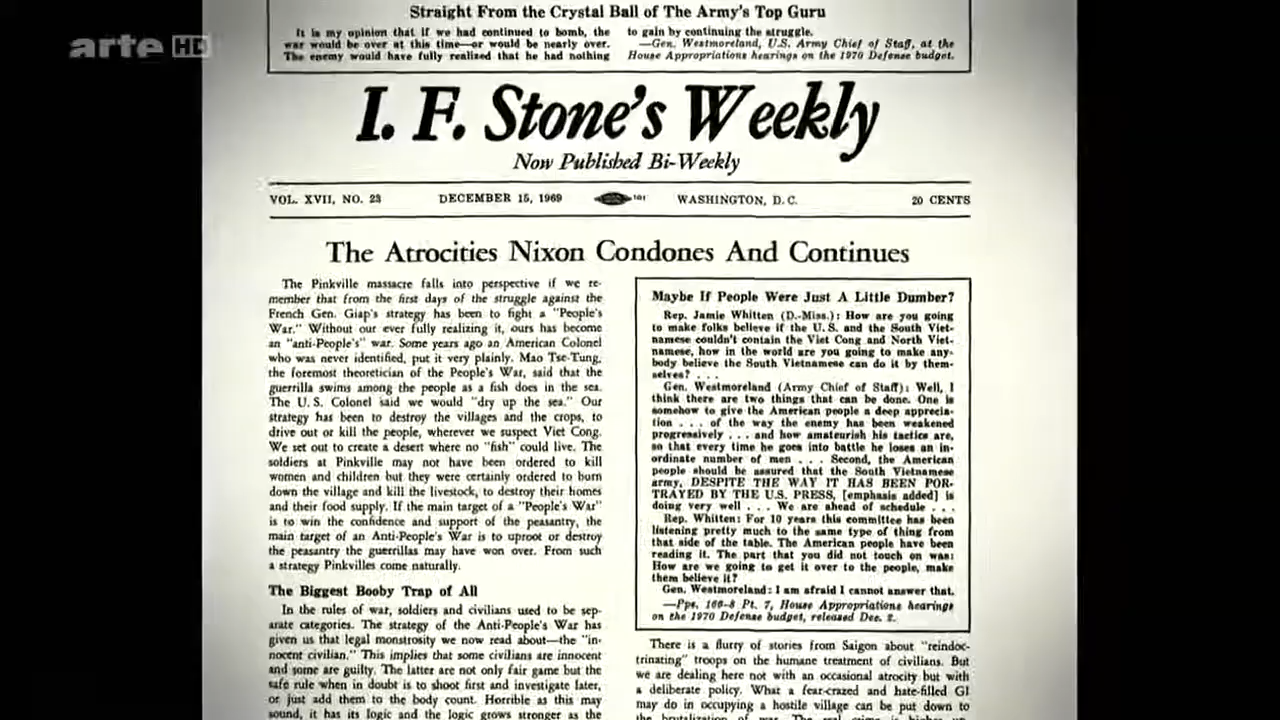 arte HD
Straight From the Crystal Ball of The Army's Top Guru
It is my opinion that if we had continued to bomb, the
war would be over at this time—or would be nearly over.
The enemy would have fully realized that he had nothing
to gain by continuing the struggle.
—Gen. Westmoreland, U.S. Army Chief of Staff, at the
House Appropriations hearings on the 1970 Defense budget.
I. F. Stone's Weekly
Now Published Bi-Weekly
VOL. XVII, NO. 23 DECEMBER 15, 1969 101 WASHINGTON, D. C. 20 CENTS
The Atrocities Nixon Condones And Continues
The Pinkville massacre falls into perspective if we re-
member that from the first days of the struggle against the
French Gen. Giap's strategy has been to fight a "People's
War." Without our ever fully realizing it, ours has become
an "anti-People's" war. Some years ago an American Colonel
who was never identified, put it very plainly. Mao Tse-Tung,
the foremost theoretician of the People's War, said that the
guerrilla swims among the people as a fish does in the sea.
The U. S. Colonel said we would "dry up the sea." Our
strategy has been to destroy the villages and the crops, to
drive out or kill the people, wherever we suspect Viet Cong.
We set out to create a desert where no "fish" could live. The
soldiers at Pinkville may not have been ordered to kill
women and children but they were certainly ordered to burn
down the village and kill the livestock, to destroy their homes
and their food supply. If the main target of a "People's War"
is to win the confidence and support of the peasantry, the
main target of an Anti-People's War is to uproot or destroy
the peasantry the guerrillas may have won over. From such
a strategy Pinkvilles come naturally.
The Biggest Booby Trap of All
In the rules of war, soldiers and civilians used to be sep-
arate categories. The strategy of the Anti-People's War has
given us that legal monstrosity we now read about—the "in-
nocent civilian." This implies that some civilians are innocent
and some are guilty. The latter are not only fair game but the
safe rule when in doubt is to shoot first and investigate later,
or just add them to the body count. Horrible as this may
sound, it has its logic and the logic grows stronger as the
Maybe If People Were Just A Little Dumber?
Rep. Jamie Whitten (D.-Miss.): How are you going
to make folks believe if the U. S. and the South Viet-
namese couldn't contain the Viet Cong and North Viet-
namese, how in the world are you going to make any-
body believe the South Vietnamese can do it by them-
selves? . . .
Gen. Westmoreland (Army Chief of Staff): Well, I
think there are two things that can be done. One is
somehow to give the American people a deep apprecia-
tion . . . of the way the enemy has been weakened
progressively . . . and how amateurish his tactics are,
so that every time he goes into battle he loses an in-
ordinate number of men . . . Second, the American
people should be assured that the South Vietnamese
army, DESPITE THE WAY IT HAS BEEN POR-
TRAYED BY THE U.S. PRESS, [emphasis added] is
doing very well . . . We are ahead of schedule . . .
Rep. Whitten: For 10 years this committee has been
listening pretty much to the same type of thing from
that side of the table. The American people have been
reading it. The part that you did not touch on was:
How are we going to get it over to the people, make
them believe it?
Gen. Westmoreland: I am afraid I cannot answer that.
—Pps. 166-8 Pt. 7, House Appropriations hearings
on the 1970 Defense budget, released Dec. 2.
There is a flurry of stories from Saigon about "reindoc-
trinating" troops on the humane treatment of civilians. But
we are dealing here not with an occasional atrocity but with
a deliberate policy. What a fear-crazed and hate-filled GI
may do in occupying a hostile village can be put down to
the brutalization of war. The real crime is higher up.